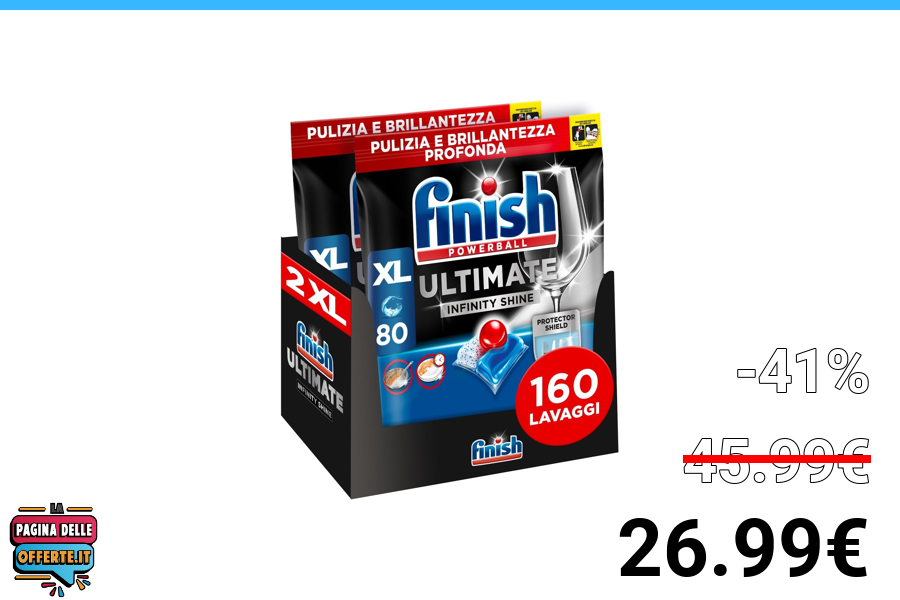 PULIZIA E BRILLANTEZZA
PULIZIA E BRILLANTEZZA
PROFONDA
finish
POWERBALL
XL
XL
ULTIMATE
INFINITY SHINE
80
PROTECTOR
SHIELD
2 XL
finish
ULTIMATE
INFINITY SHINE
160
LAVAGGI
finish
-41%
45.99€
26.99€
LA
PAGINA DELLE
OFFERTE.IT